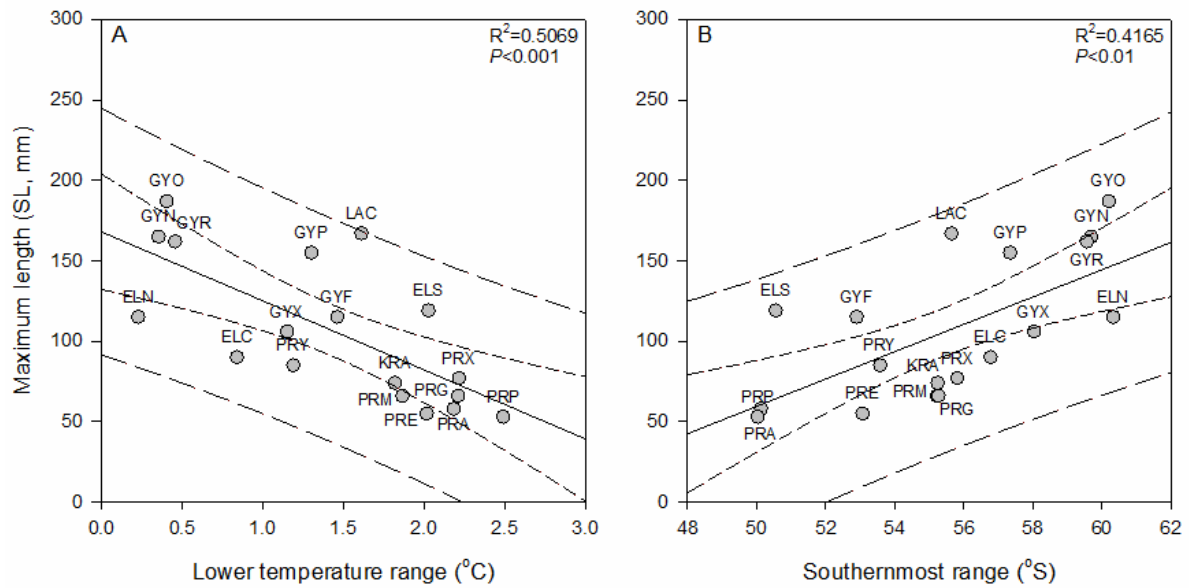 A
R²=0.5069
P<0.001
300
250
200
150
100
50
0
Maximum length (SL, mm)
GYO
GYN
GYR
LAC
GYP
ELN
GYX
GYF
ELS
ELC
PRY
KRA
PRX
PRM
PRG
PRE
PRA
PRP
0.0 0.5 1.0 1.5 2.0 2.5 3.0
Lower temperature range (°C)
B
R²=0.4165
P<0.01
300
250
200
150
100
50
0
GYO
LAC
GYP
GYN
GYR
ELS
GYF
GYX
ELN
PRY
ELC
KRA
PRX
PRP
PRE
PRM
PRG
PRA
48 50 52 54 56 58 60 62
Southernmost range (°S)